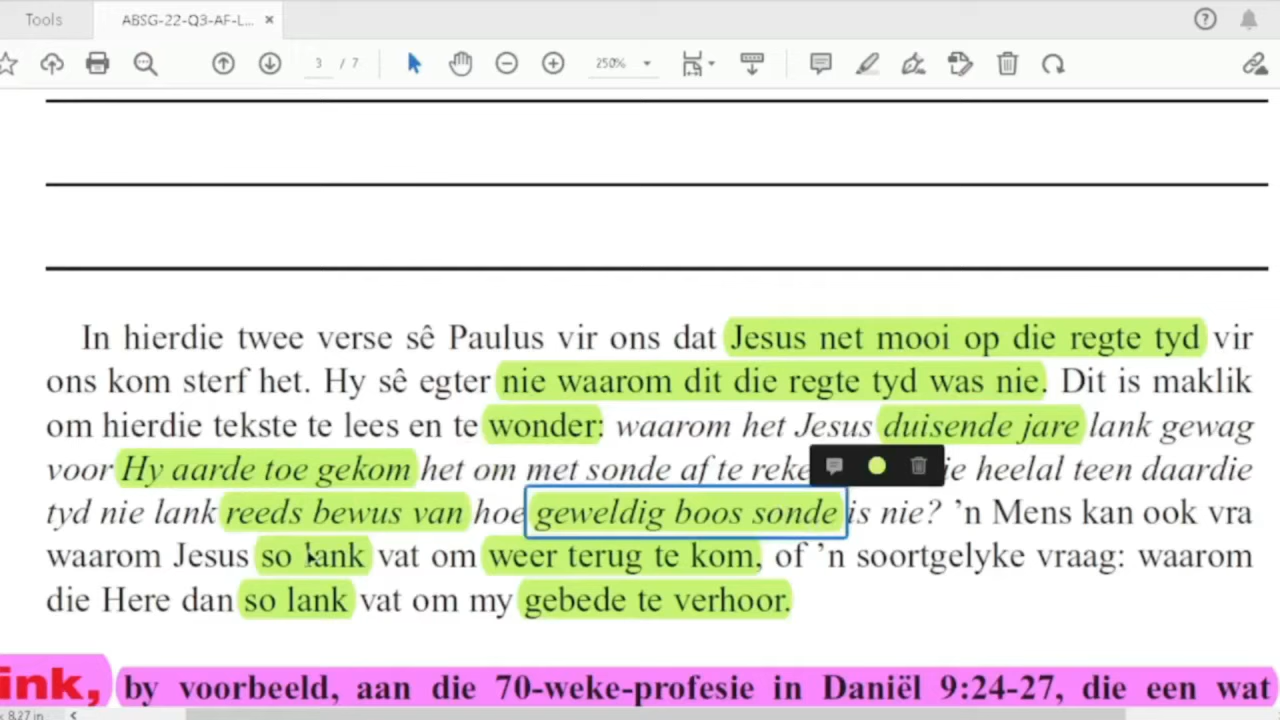 Tools
ABSG-22-Q3-AF-L...
3 / 7
250%
In hierdie twee verse sê Paulus vir ons dat Jesus net mooi op die regte tyd vir
ons kom sterf het. Hy sê egter nie waarom dit die regte tyd was nie. Dit is maklik
om hierdie tekste te lees en te wonder: waarom het Jesus duisende jare lank gewag
voor Hy aarde toe gekom het om met sonde af te reke ie heelal teen daardie
tyd nie lank reeds bewus van hoe geweldig boos sonde is nie? ’n Mens kan ook vra
waarom Jesus so lank vat om weer terug te kom, of ’n soortgelyke vraag: waarom
die Here dan so lank vat om my gebede te verhoor.
ink, by voorbeeld, aan die 70-weke-profesie in Daniël 9:24-27, die een wat
x 8,27 in